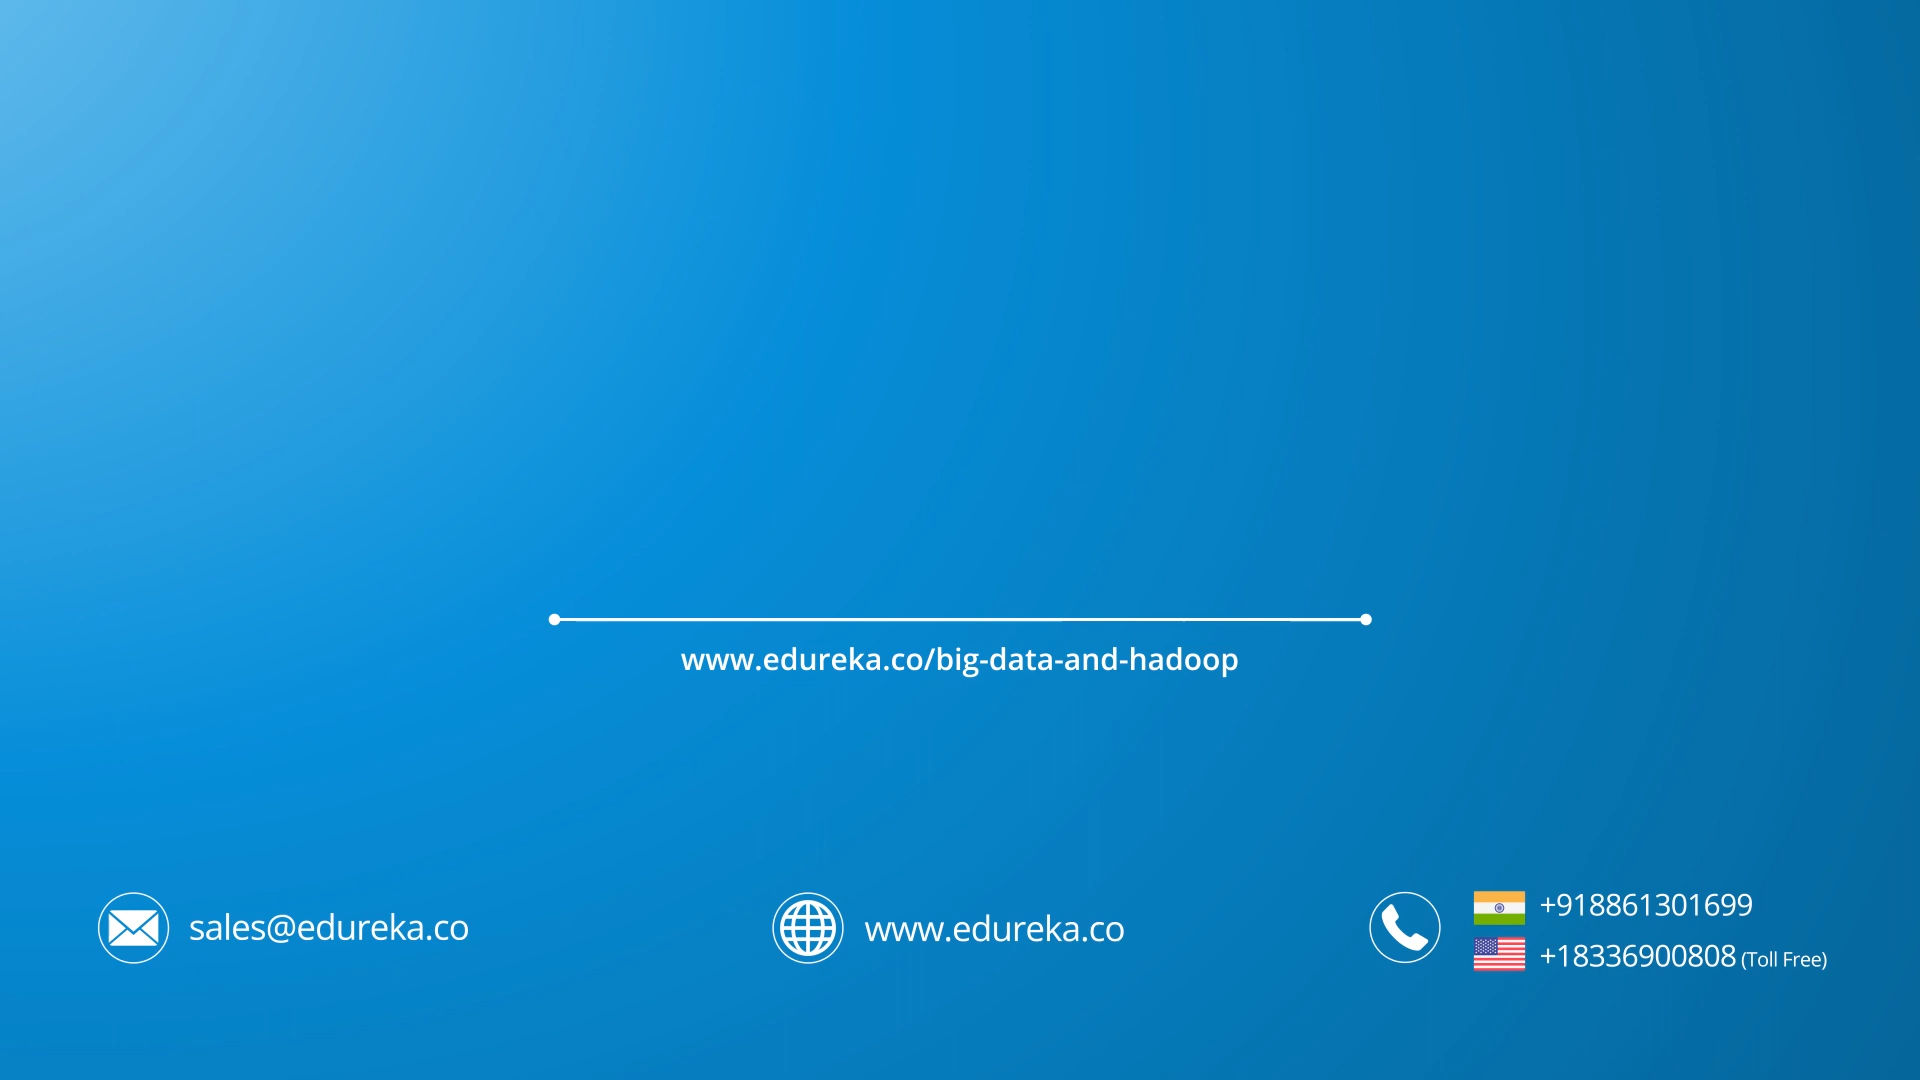 www.edureka.co/big-data-and-hadoop
sales@edureka.co
www.edureka.co
+918861301699
+18336900808 (Toll Free)